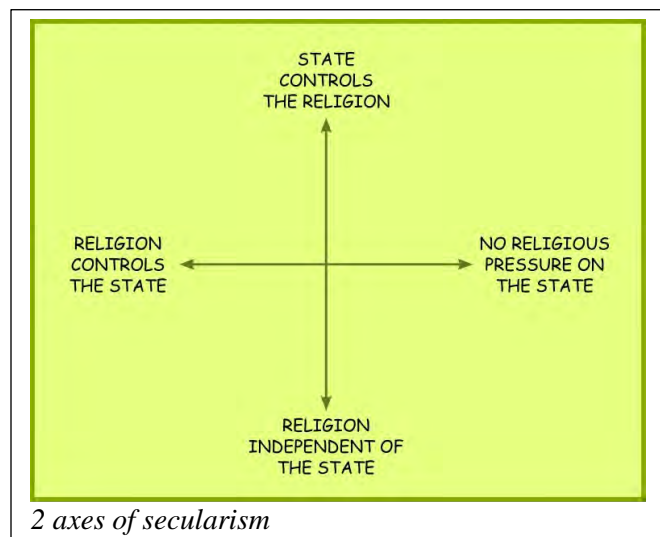 STATE
CONTROLS
THE RELIGION
RELIGION
CONTROLS
THE STATE
NO RELIGIOUS
PRESSURE ON
THE STATE
RELIGION
INDEPENDENT OF
THE STATE
2 axes of secularism